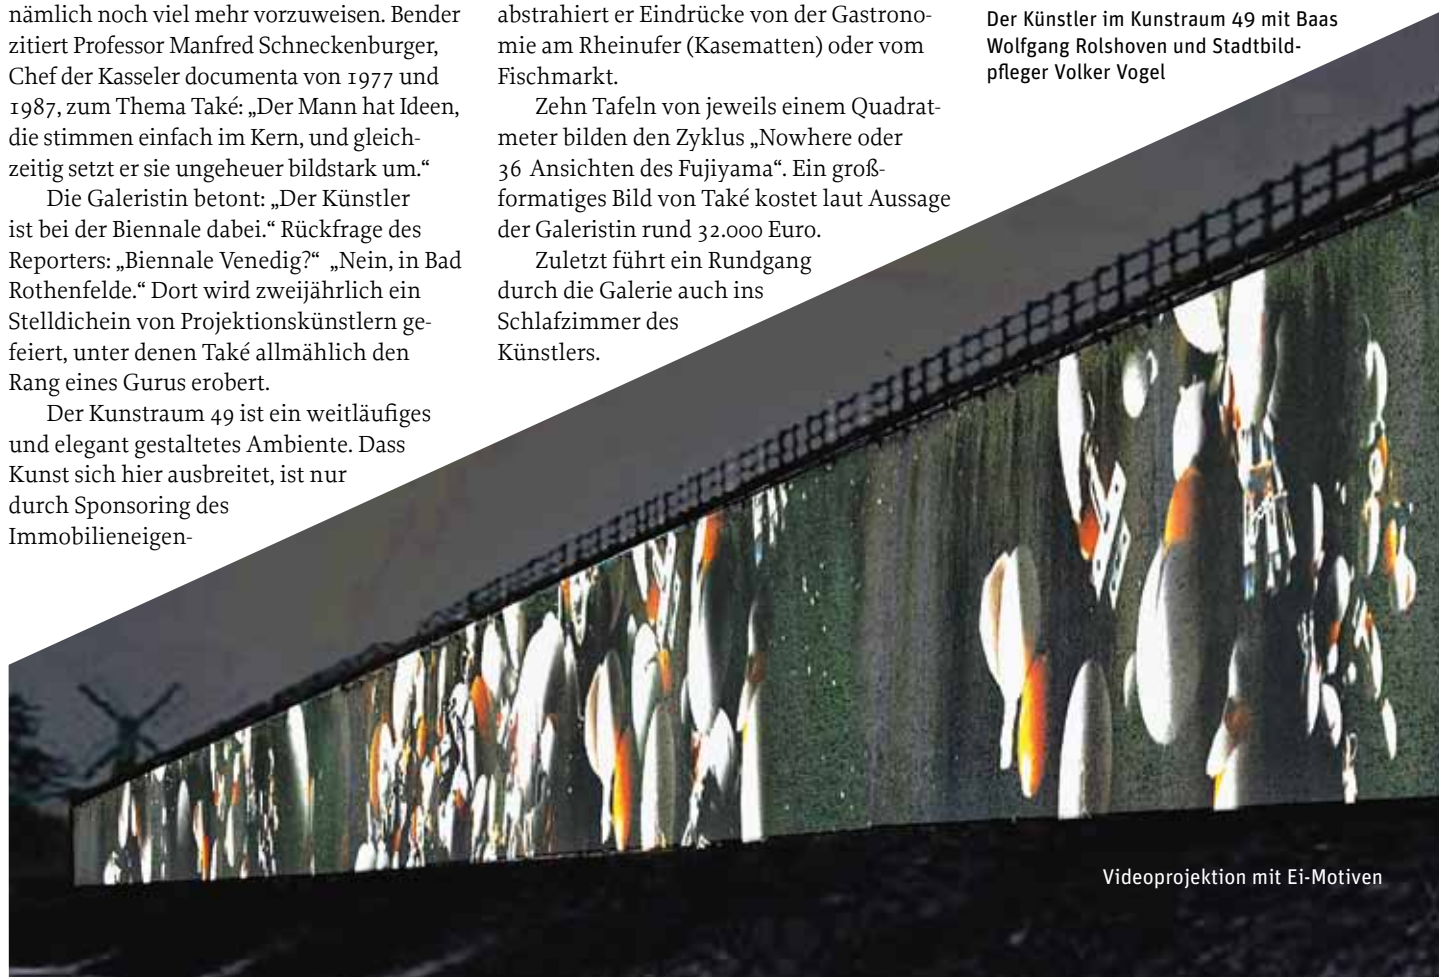 nämlich noch viel mehr vorzuweisen. Bender
zitiert Professor Manfred Schneckenburger,
Chef der Kasseler documenta von 1977 und
1987, zum Thema Také: „Der Mann hat Ideen,
die stimmen einfach im Kern, und gleich-
zeitig setzt er sie ungeheuer bildstark um.“
Die Galeristin betont: „Der Künstler
ist bei der Biennale dabei.“ Rückfrage des
Reporters: „Biennale Venedig?“ „Nein, in Bad
Rothenfelde.“ Dort wird zweijährlich ein
Stelldichein von Projektionskünstlern ge-
feiert, unter denen Také allmählich den
Rang eines Gurus erobert.
Der Kunstraum 49 ist ein weitläufiges
und elegant gestaltetes Ambiente. Dass
Kunst sich hier ausbreitet, ist nur
durch Sponsoring des
Immobilieneigen-
abstrahiert er Eindrücke von der Gastrono-
mie am Rheinufer (Kasematten) oder vom
Fischmarkt.
Zehn Tafeln von jeweils einem Quadrat-
meter bilden den Zyklus „Nowhere oder
36 Ansichten des Fujiyama“. Ein groß-
formatiges Bild von Také kostet laut Aussage
der Galeristin rund 32.000 Euro.
Zuletzt führt ein Rundgang
durch die Galerie auch ins
Schlafzimmer des
Künstlers.
Der Künstler im Kunstraum 49 mit Baas
Wolfgang Rolshoven und Stadtbild-
pfleger Volker Vogel
Videoprojektion mit Ei-Motiven